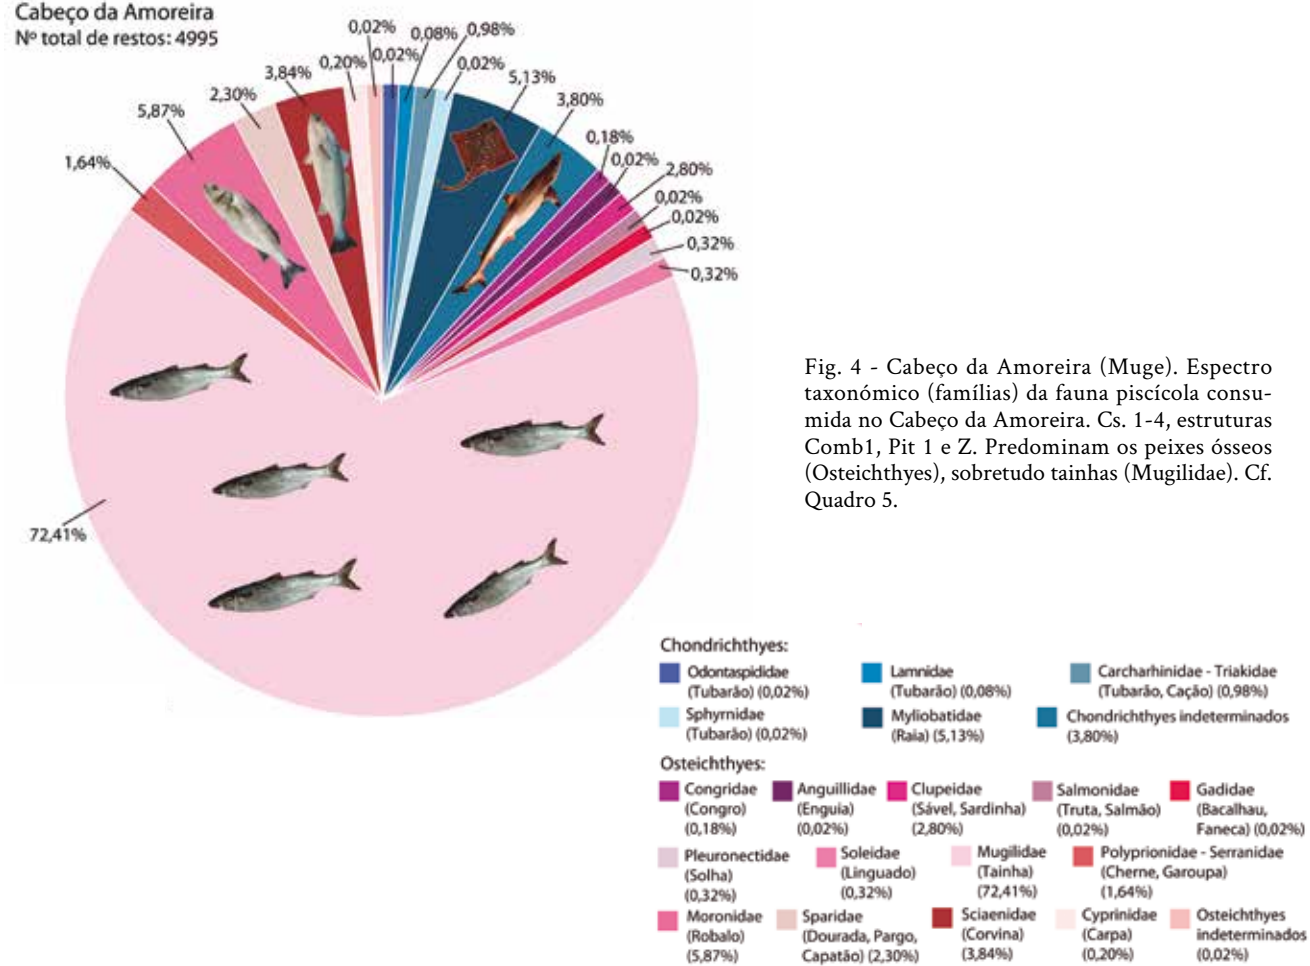 Cabeço da Amoreira
Nº total de restos: 4995
0,02%
0,08%
0,98%
0,20%
0,02%
0,02%
3,84%
5,13%
2,30%
3,80%
5,87%
0,18%
1,64%
0,02%
2,80%
0,02%
0,02%
0,32%
0,32%
72,41%
Fig. 4 - Cabeço da Amoreira (Muge). Espectro
taxonómico (famílias) da fauna piscícola consu-
mida no Cabeço da Amoreira. Cs. 1-4, estruturas
Comb1, Pit 1 e Z. Predominam os peixes ósseos
(Osteichthyes), sobretudo tainhas (Mugilidae). Cf.
Quadro 5.
Chondrichthyes:
Odontaspididae
(Tubarão) (0,02%)
Lamnidae
(Tubarão) (0,08%)
Carcharhinidae - Triakidae
(Tubarão, Cação) (0,98%)
Sphyrnidae
(Tubarão) (0,02%)
Myliobatidae
(Raia) (5,13%)
Chondrichthyes indeterminados
(3,80%)
Osteichthyes:
Congridae
(Congro)
(0,18%)
Anguillidae
(Enguia)
(0,02%)
Clupeidae
(Sável, Sardinha)
(2,80%)
Salmonidae
(Truta, Salmão)
(0,02%)
Gadidae
(Bacalhau,
Faneca) (0,02%)
Pleuronectidae
(Solha)
(0,32%)
Soleidae
(Linguado)
(0,32%)
Mugilidae
(Tainha)
(72,41%)
Polyprionidae - Serranidae
(Cherne, Garoupa)
(1,64%)
Moronidae
(Robalo)
(5,87%)
Sparidae
(Dourada, Pargo,
Capatão) (2,30%)
Sciaenidae
(Corvina)
(3,84%)
Cyprinidae
(Carpa)
(0,20%)
Osteichthyes
indeterminados
(0,02%)